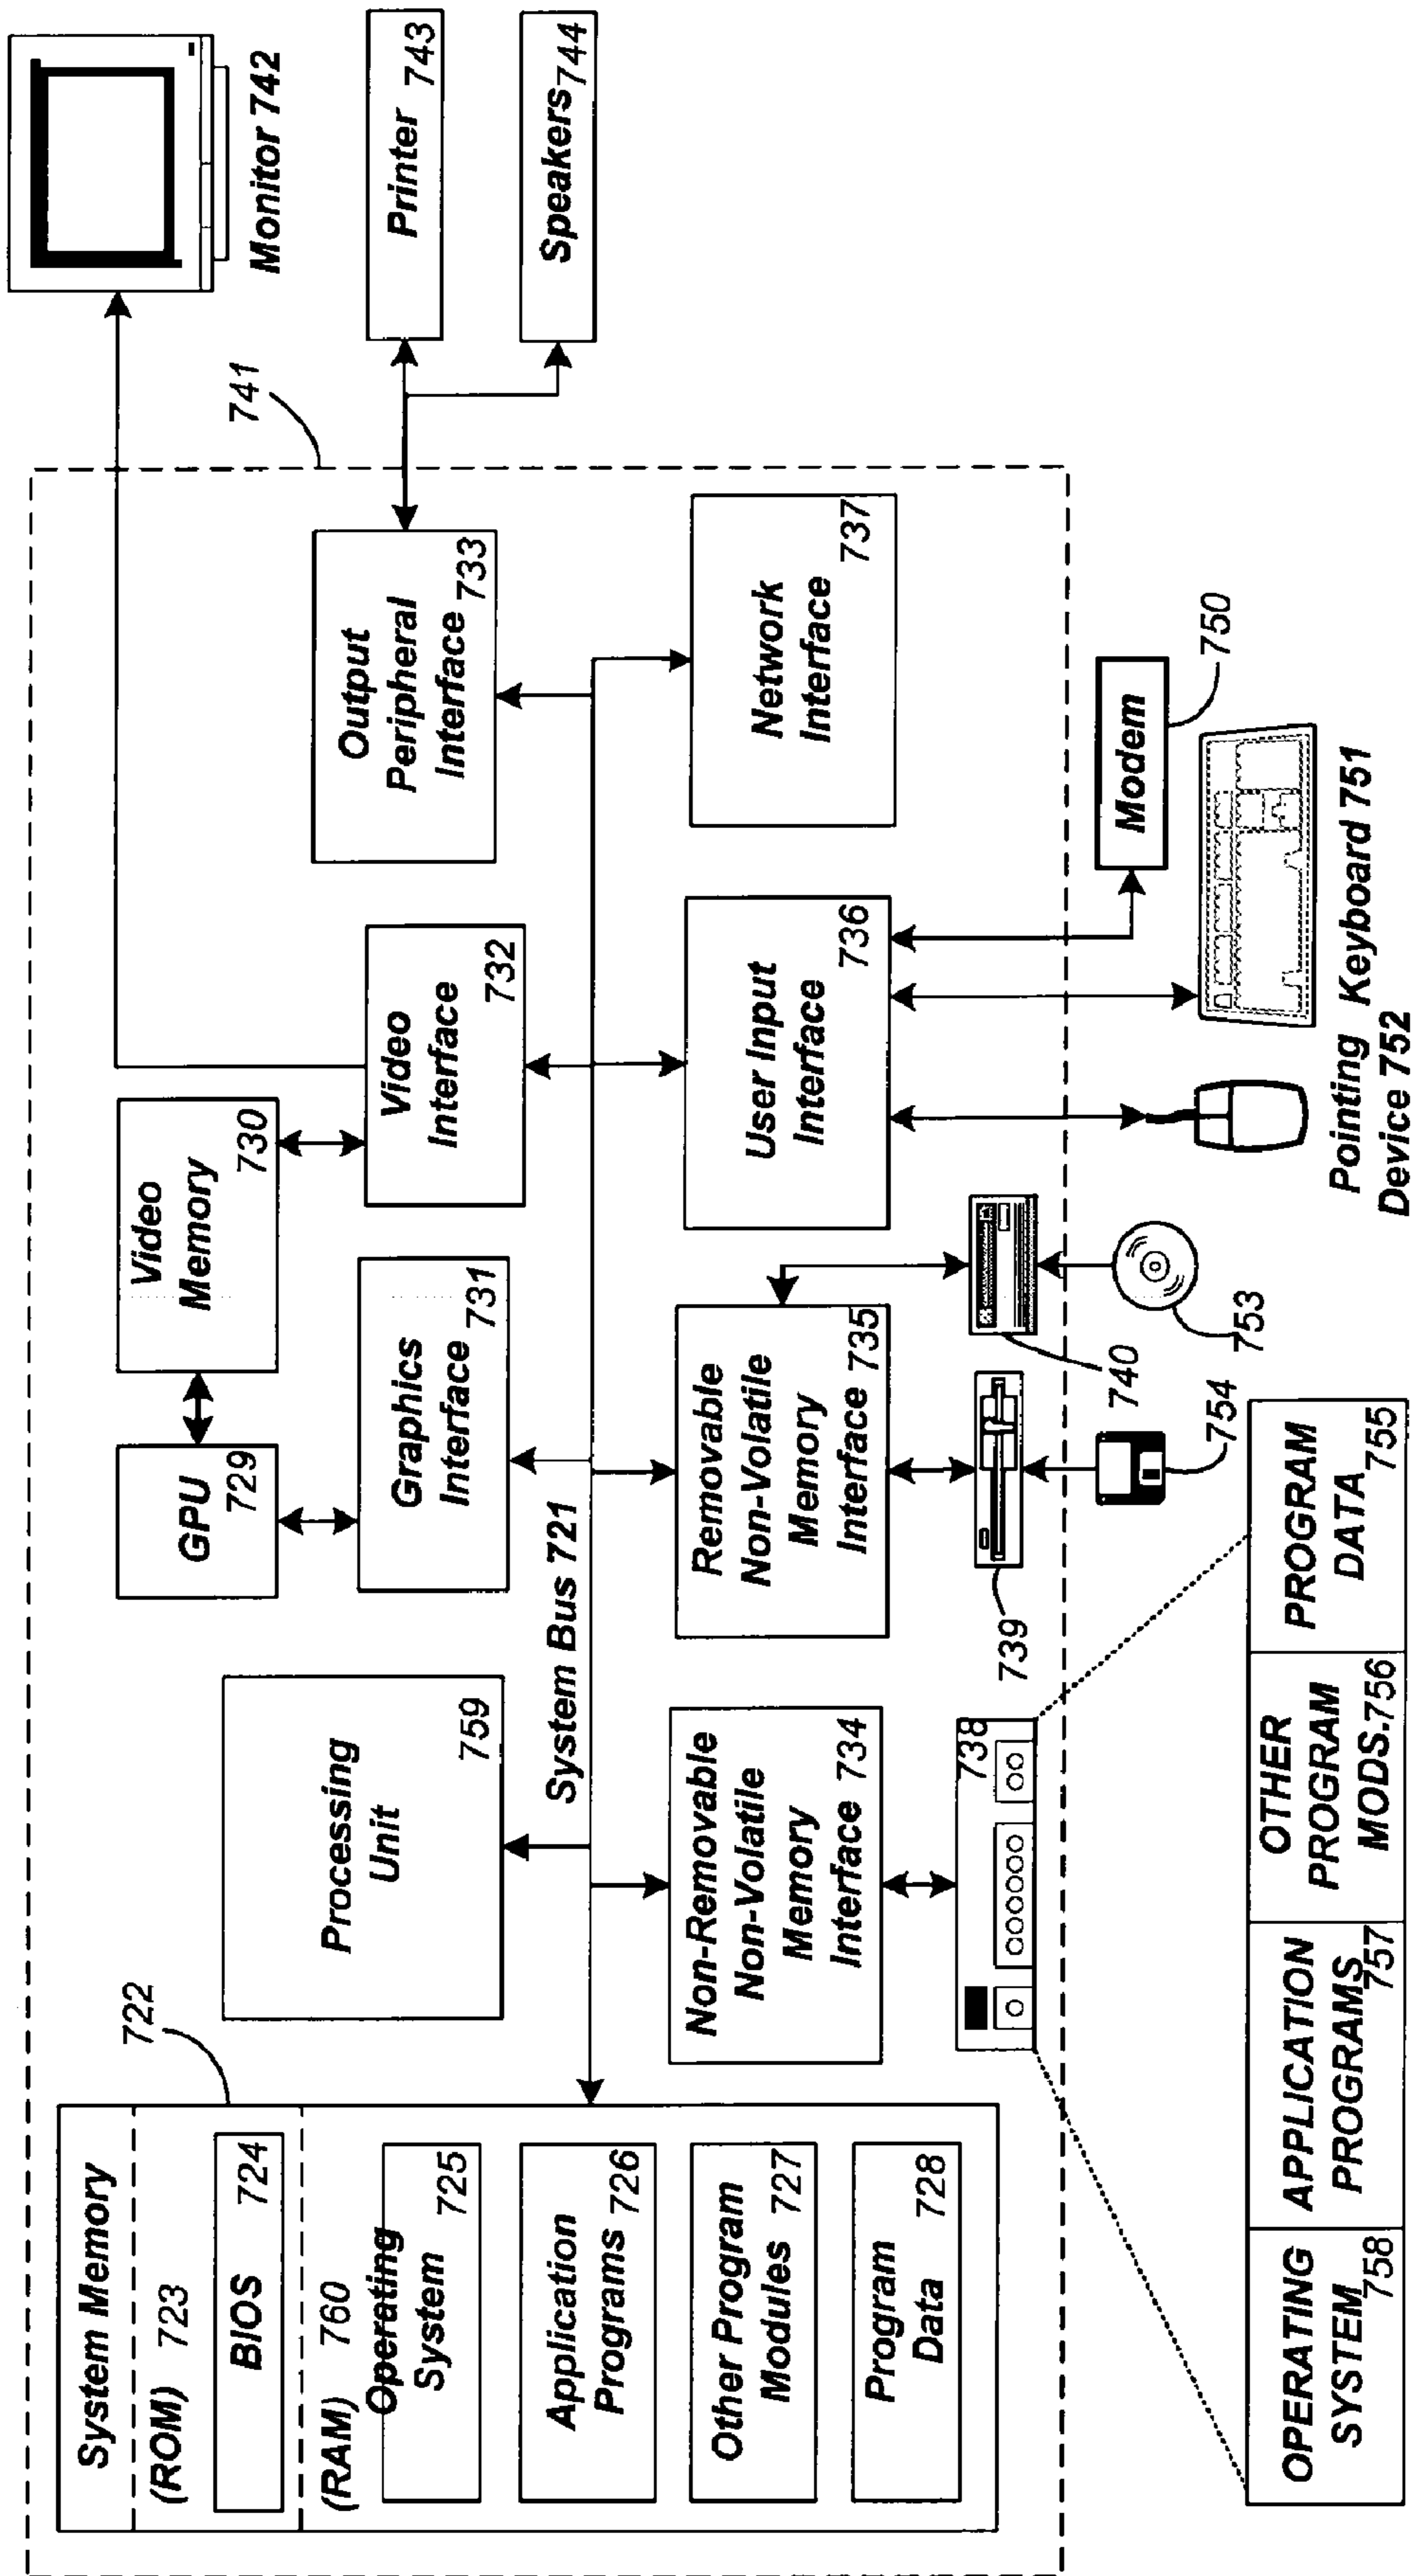 System Memory
(ROM) 723
BIOS 724
(RAM) 760
Operating
System 725
Application
Programs 726
Other Program
Modules 727
Program
Data 728
722
Processing
Unit
759
GPU
729
Video
Memory
730
Graphics
Interface
731
Video
Interface
732
Output
Peripheral
Interface 733
741
Monitor 742
Printer 743
Speakers 744
System Bus 721
Non-Removable
Non-Volatile
Memory
Interface 734
Removable
Non-Volatile
Memory
Interface 735
User Input
Interface
736
Network
Interface
737
738
739
740
754
753
Pointing
Device 752
Keyboard 751
Modem
750
OPERATING
SYSTEM
758
APPLICATION
PROGRAMS
757
OTHER
PROGRAM
MODS. 756
PROGRAM
DATA
755